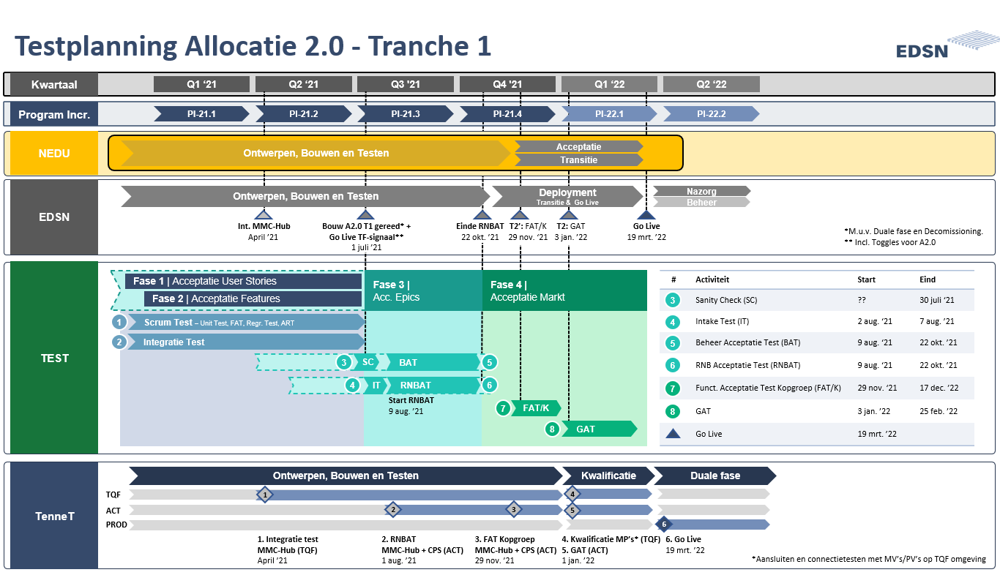 Testplanning Allocatie 2.0 - Tranche 1
EDSN
Kwartaal
Q1 ‘21
Q2 ‘21
Q3 '21
Q4 '21
Q1 ‘22
Q2 ‘22
Program Incr.
PI-21.1
PI-21.2
PI-21.3
PI-21.4
PI-22.1
PI-22.2
NEDU
Ontwerpen, Bouwen en Testen
Acceptatie
Transitie
EDSN
Ontwerpen, Bouwen en Testen
Deployment
Transitie & Go Live
Nazorg
Beheer
Int. MMC-Hub
April ’21
Bouw A2.0 T1 gereed* +
Go Live TF-signaal**
1 juli ’21
Einde RNBAT
22 okt. ’21
T2’: FAT/K
29 nov. ’21
T2: GAT
3 jan. ’22
Go Live
19 mrt. ’22
*M.u.v. Duale fase en Decomissioning.
** Incl. Toggles voor A2.0
TEST
Fase 1 | Acceptatie User Stories
Fase 2 | Acceptatie Features
Fase 3 |
Acc. Epics
Fase 4 |
Acceptatie Markt
1
Scrum Test – Unit Test, FAT, Regr. Test, ART
2
Integratie Test
3
SC
BAT
5
4
IT
RNBAT
6
Start RNBAT
9 aug. ’21
7
FAT/K
8
GAT
# Activiteit Start Eind
3 Sanity Check (SC) ?? 30 juli ‘21
4 Intake Test (IT) 2 aug. ‘21 7 aug. ‘21
5 Beheer Acceptatie Test (BAT) 9 aug. ‘21 22 okt. ‘21
6 RNB Acceptatie Test (RNBAT) 9 aug. ‘21 22 okt. ‘21
7 Funct. Acceptatie Test Kopgroep (FAT/K) 29 nov. ‘21 17 dec. ‘22
8 GAT 3 jan. ‘22 25 feb. ‘22
Go Live 19 mrt. ‘22
TenneT
Ontwerpen, Bouwen en Testen
Kwalificatie
Duale fase
TQF
1
4
ACT
2
3
5
PROD
6
1. Integratie test
MMC-Hub (TQF)
April ’21
2. RNBAT
MMC-Hub + CPS (ACT)
1 aug. ’21
3. FAT Kopgroep
MMC-Hub + CPS (ACT)
29 nov. ’21
4. Kwalificatie MP’s* (TQF)
5. GAT (ACT)
1 jan. ’22
6. Go Live
19 mrt. ’22
*Aansluiten en connectietesten met MV’s/PV’s op TQF omgeving